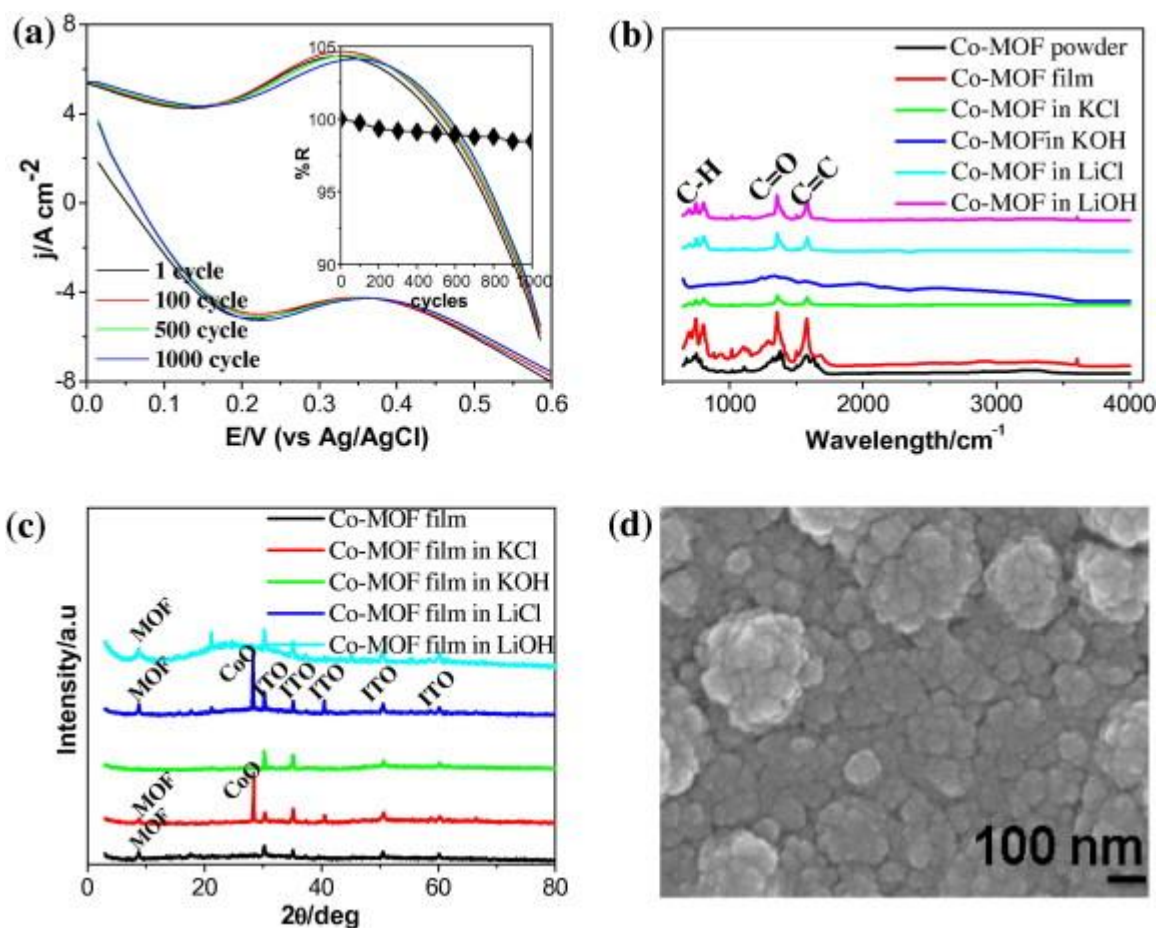 (a)
8
4
0
-4
-8
j/A cm-2
0.0 0.1 0.2 0.3 0.4 0.5 0.6
E/V (vs Ag/AgCl)
1 cycle
100 cycle
500 cycle
1000 cycle
105
100
95
90
%R
0 200 400 600 800 1000
cycles
(b)
Co-MOF powder
Co-MOF film
Co-MOF in KCl
Co-MOFin KOH
Co-MOF in LiCl
Co-MOF in LiOH
C-H C=O C=C
1000 2000 3000 4000
Wavelength/cm-1
(c)
Co-MOF film
Co-MOF film in KCl
Co-MOF film in KOH
Co-MOF film in LiCl
Co-MOF film in LiOH
Intensity/a.u
MOF
MOF CoO ITO ITO ITO ITO ITO
MOF CoO
MOF
0 20 40 60 80
2θ/deg
(d)
100 nm